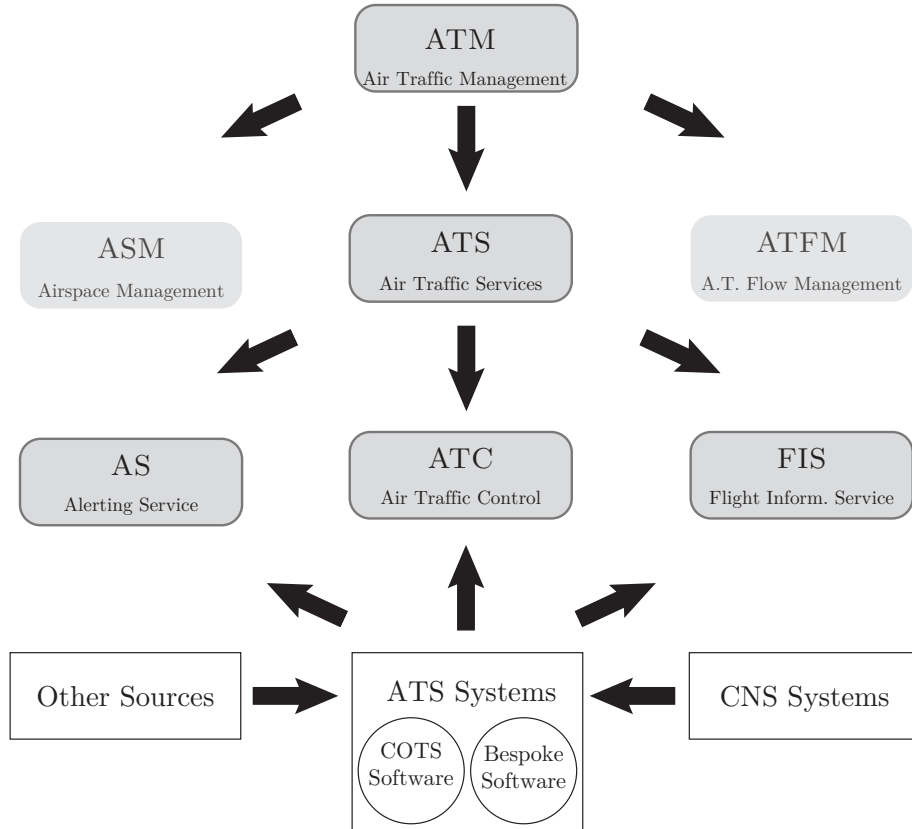 ATM
Air Traffic Management
ASM
Airspace Management
ATS
Air Traffic Services
ATFM
A.T. Flow Management
AS
Alerting Service
ATC
Air Traffic Control
FIS
Flight Inform. Service
Other Sources
ATS Systems
COTS
Software
Bespoke
Software
CNS Systems